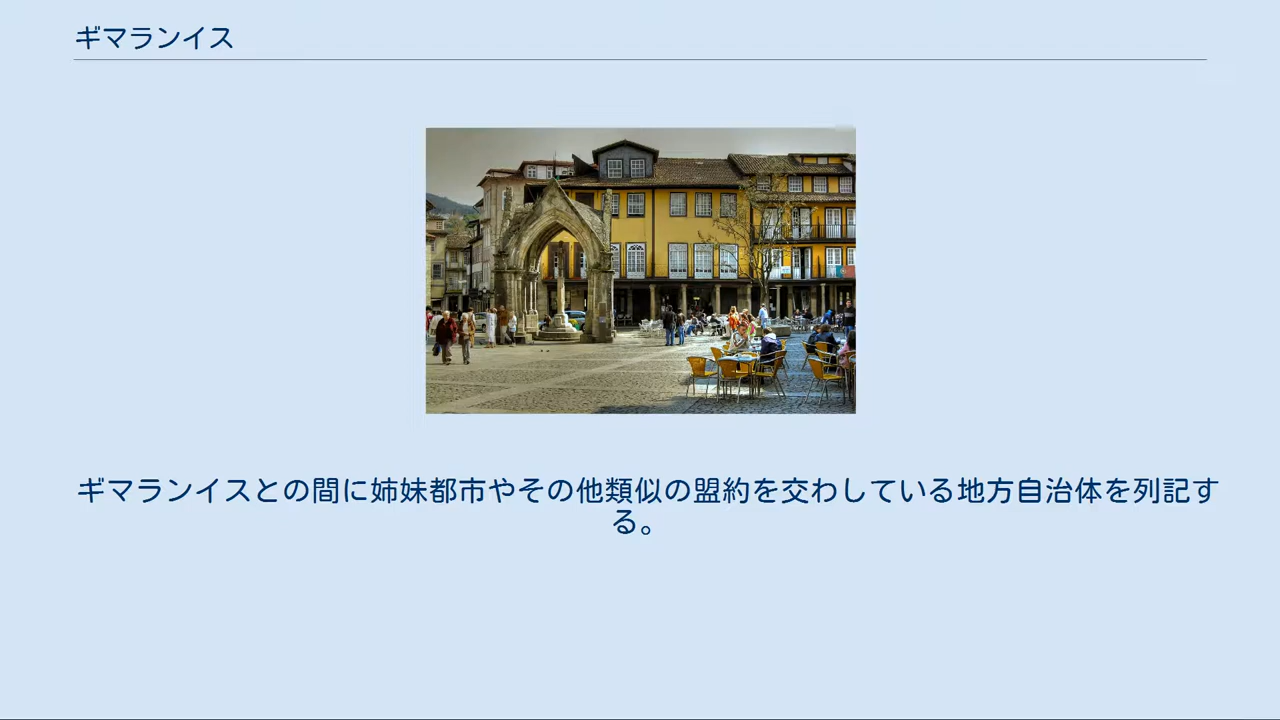 ギマランイス
ギマランイスとの間に姉妹都市やその他類似の盟約を交わしている地方自治体を列記す
る。